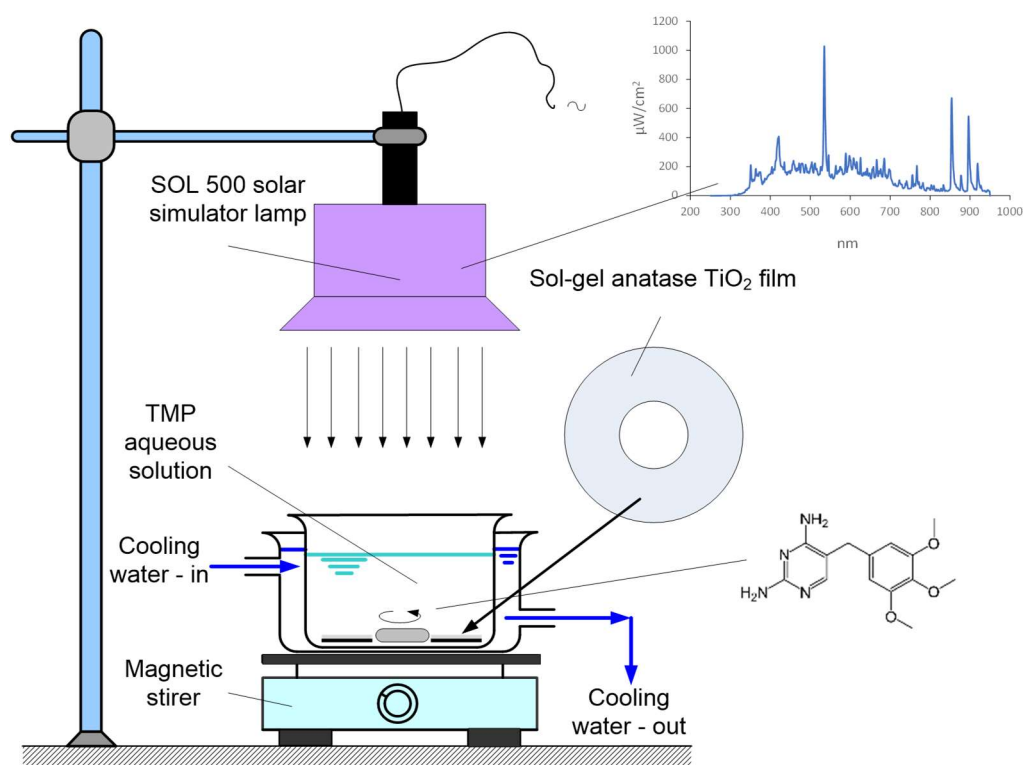 1200
1000
800
600
400
200
0
200 300 400 500 600 700 800 900 1000
µW/cm²
nm
SOL 500 solar
simulator lamp
Sol-gel anatase TiO₂ film
TMP
aqueous
solution
Cooling
water - in
NH₂
N
H₂N
N
O
O
O
Magnetic
stirer
Cooling
water - out